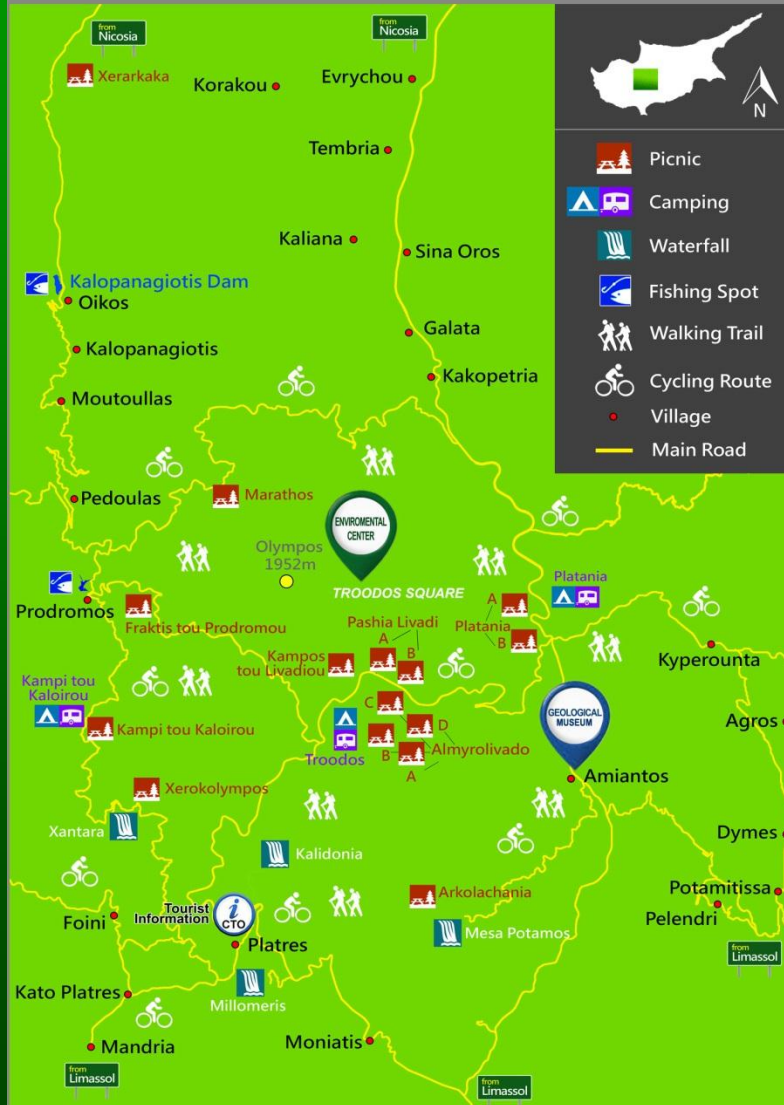 from
Nicosia
from
Nicosia
Xerarkaka
Korakou
Evrychou
N
Tembria
Picnic
Camping
Kaliana
Sina Oros
Waterfall
Kalopanagiotis Dam
Oikos
Fishing Spot
Galata
Walking Trail
Kalopanagiotis
Kakopetria
Cycling Route
Moutoullas
Village
Main Road
Pedoulas
Marathos
ENVIROMENTAL
CENTER
Olympos
1952m
TROODOS SQUARE
Platania
Prodromos
Fraktis tou Prodromou
Pashia Livadi
A
B
A
Platania
B
Kampos
tou Livadiou
Kyperounta
Kampi tou
Kaloirou
Kampi tou Kaloirou
C
D
Almyrolivado
B
A
Troodos
GEOLOGICAL
MUSEUM
Agros
Amiantos
Xerokolympos
Xantara
Kalidonia
Dymes
Arkolachania
Potamitissa
Pelendri
Tourist
Information
i
CTO
Foini
Platres
Mesa Potamos
from
Limassol
Kato Platres
Millomeris
Mandria
Moniatis
from
Limassol
from
Limassol